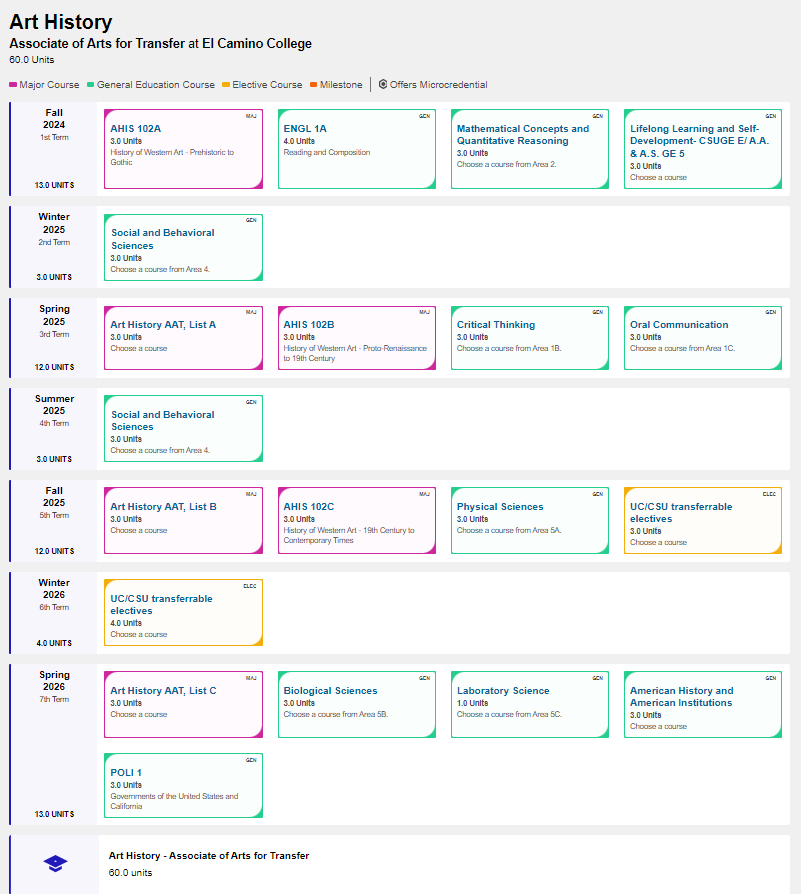 Art History
Associate of Arts for Transfer at El Camino College
60.0 Units
Major Course General Education Course Elective Course Milestone Offers Microcredential
Fall
2024
1st Term
13.0 UNITS
MAJ
AHIS 102A
3.0 Units
History of Western Art - Prehistoric to
Gothic
GEN
ENGL 1A
4.0 Units
Reading and Composition
GEN
Mathematical Concepts and
Quantitative Reasoning
3.0 Units
Choose a course from Area 2.
GEN
Lifelong Learning and Self-
Development- CSUGE E/ A.A.
& A.S. GE 5
3.0 Units
Choose a course
Winter
2025
2nd Term
3.0 UNITS
GEN
Social and Behavioral
Sciences
3.0 Units
Choose a course from Area 4.
Spring
2025
3rd Term
12.0 UNITS
MAJ
Art History AAT, List A
3.0 Units
Choose a course
MAJ
AHIS 102B
3.0 Units
History of Western Art - Proto-Renaissance
to 19th Century
GEN
Critical Thinking
3.0 Units
Choose a course from Area 1B.
GEN
Oral Communication
3.0 Units
Choose a course from Area 1C.
Summer
2025
4th Term
3.0 UNITS
GEN
Social and Behavioral
Sciences
3.0 Units
Choose a course from Area 4.
Fall
2025
5th Term
12.0 UNITS
MAJ
Art History AAT, List B
3.0 Units
Choose a course
MAJ
AHIS 102C
3.0 Units
History of Western Art - 19th Century to
Contemporary Times
GEN
Physical Sciences
3.0 Units
Choose a course from Area 5A.
ELEC
UC/CSU transferrable
electives
3.0 Units
Choose a course
Winter
2026
6th Term
4.0 UNITS
ELEC
UC/CSU transferrable
electives
4.0 Units
Choose a course
Spring
2026
7th Term
13.0 UNITS
MAJ
Art History AAT, List C
3.0 Units
Choose a course
GEN
Biological Sciences
3.0 Units
Choose a course from Area 5B.
GEN
Laboratory Science
1.0 Units
Choose a course from Area 5C.
GEN
American History and
American Institutions
3.0 Units
Choose a course
GEN
POLI 1
3.0 Units
Governments of the United States and
California
Art History - Associate of Arts for Transfer
60.0 units